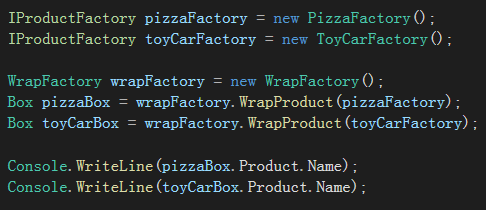 IProductFactory pizzaFactory = new PizzaFactory();
IProductFactory toyCarFactory = new ToyCarFactory();
WrapFactory wrapFactory = new WrapFactory();
Box pizzaBox = wrapFactory.WrapProduct(pizzaFactory);
Box toyCarBox = wrapFactory.WrapProduct(toyCarFactory);
Console.WriteLine(pizzaBox.Product.Name);
Console.WriteLine(toyCarBox.Product.Name);